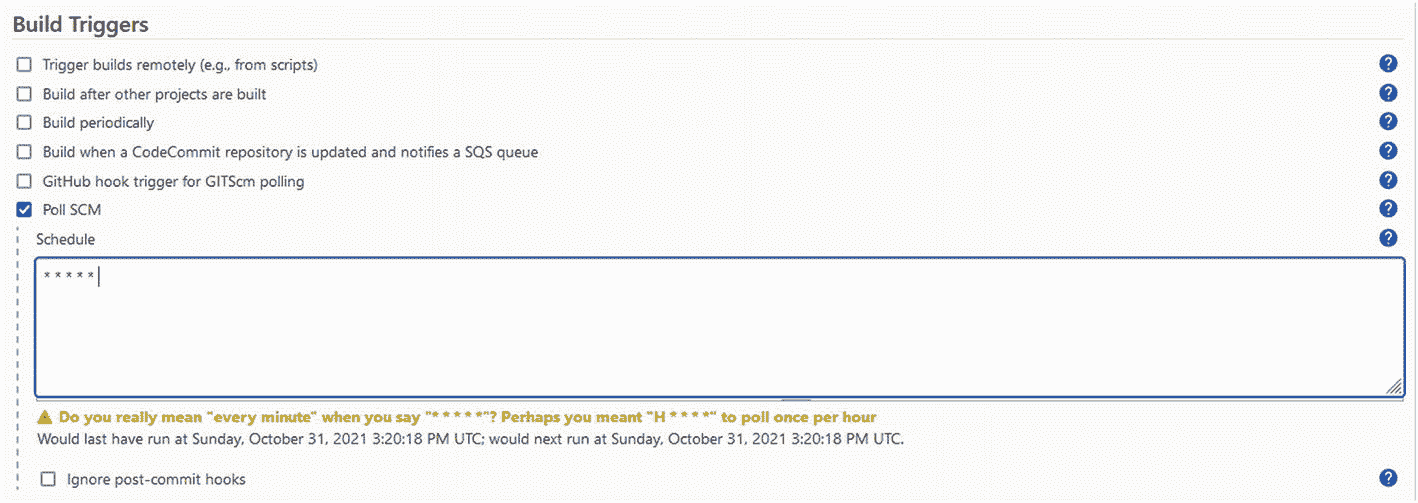 Build Triggers
Trigger builds remotely (e.g., from scripts)
Build after other projects are built
Build periodically
Build when a CodeCommit repository is updated and notifies a SQS queue
GitHub hook trigger for GITScm polling
Poll SCM
Schedule
* * * * *
Do you really mean "every minute" when you say "* * * * *"? Perhaps you meant "H * * * *" to poll once per hour
Would last have run at Sunday, October 31, 2021 3:20:18 PM UTC; would next run at Sunday, October 31, 2021 3:20:18 PM UTC.
Ignore post-commit hooks